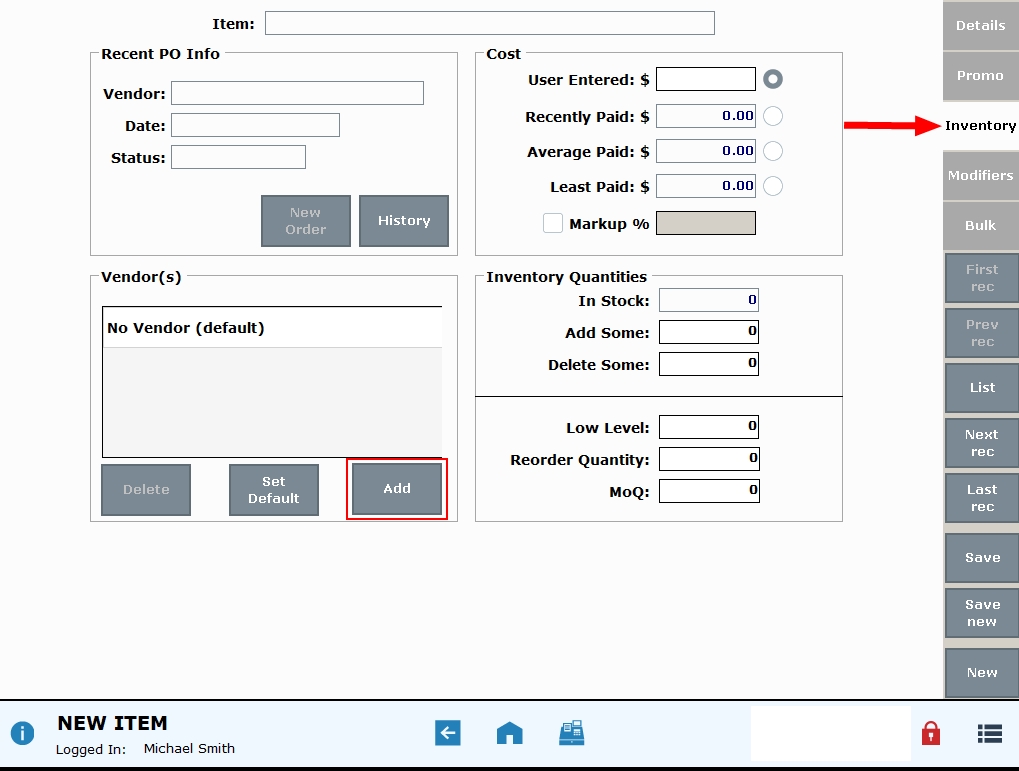 Item:
Recent PO Info
Vendor:
Date:
Status:
New
Order
History
Cost
User Entered: $
Recently Paid: $ 0.00
Average Paid: $ 0.00
Least Paid: $ 0.00
Markup %
Vendor(s)
No Vendor (default)
Delete
Set
Default
Add
Inventory Quantities
In Stock: 0
Add Some: 0
Delete Some: 0
Low Level: 0
Reorder Quantity: 0
MoQ: 0
Details
Promo
Inventory
Modifiers
Bulk
First
rec
Prev
rec
List
Next
rec
Last
rec
Save
Save
new
New
i
NEW ITEM
Logged In: Michael Smith